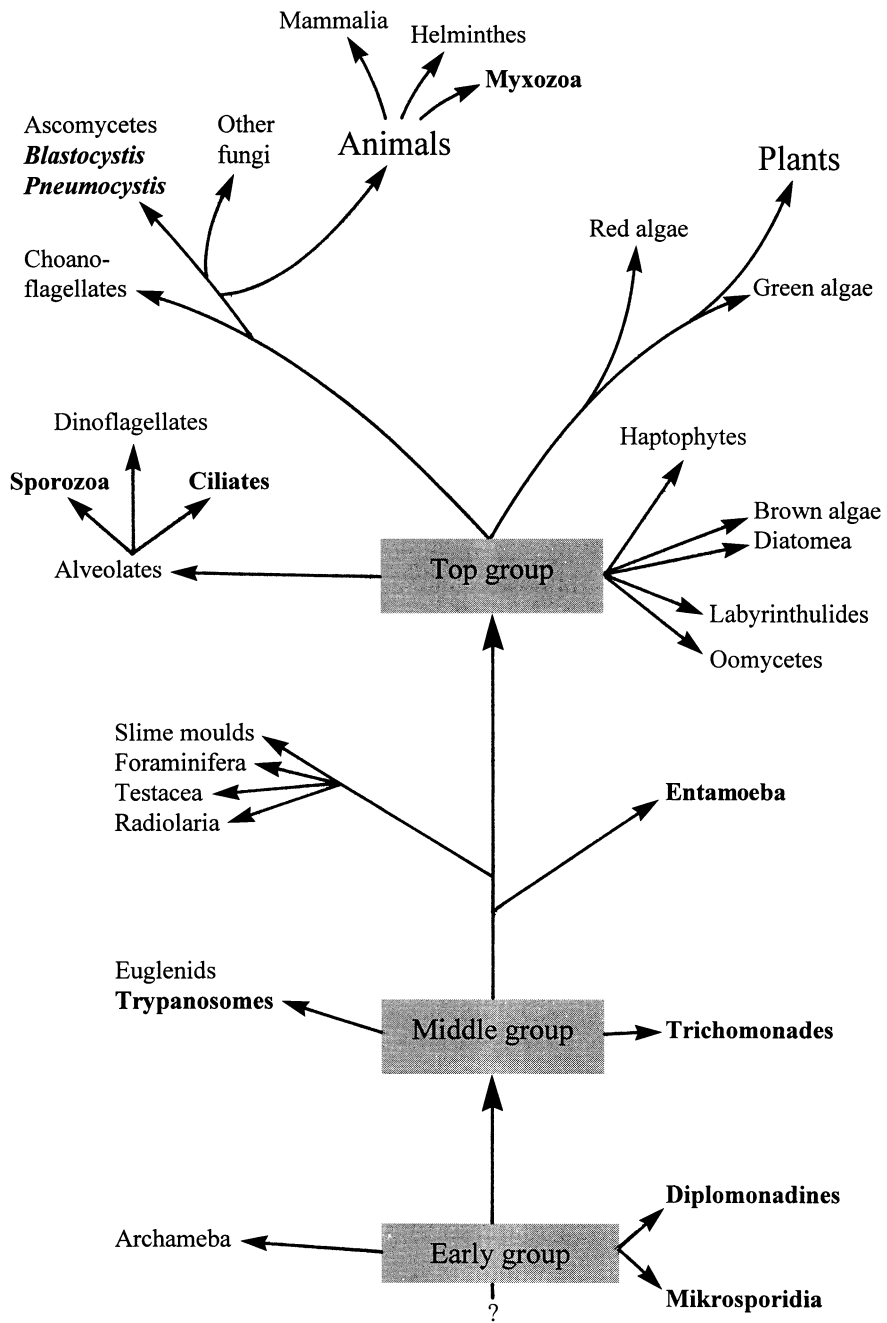 Mammalia
Helminthes
Myxozoa
Animals
Ascomycetes
Blastocystis
Pneumocystis
Other
fungi
Plants
Choano-
flagellates
Red algae
Green algae
Dinoflagellates
Sporozoa
Ciliates
Alveolates
Top group
Haptophytes
Brown algae
Diatomea
Labyrinthulides
Oomycetes
Slime moulds
Foraminifera
Testacea
Radiolaria
Entamoeba
Euglenids
Trypanosomes
Middle group
Trichomonades
Archameba
Early group
Diplomonadines
Mikrosporidia
?